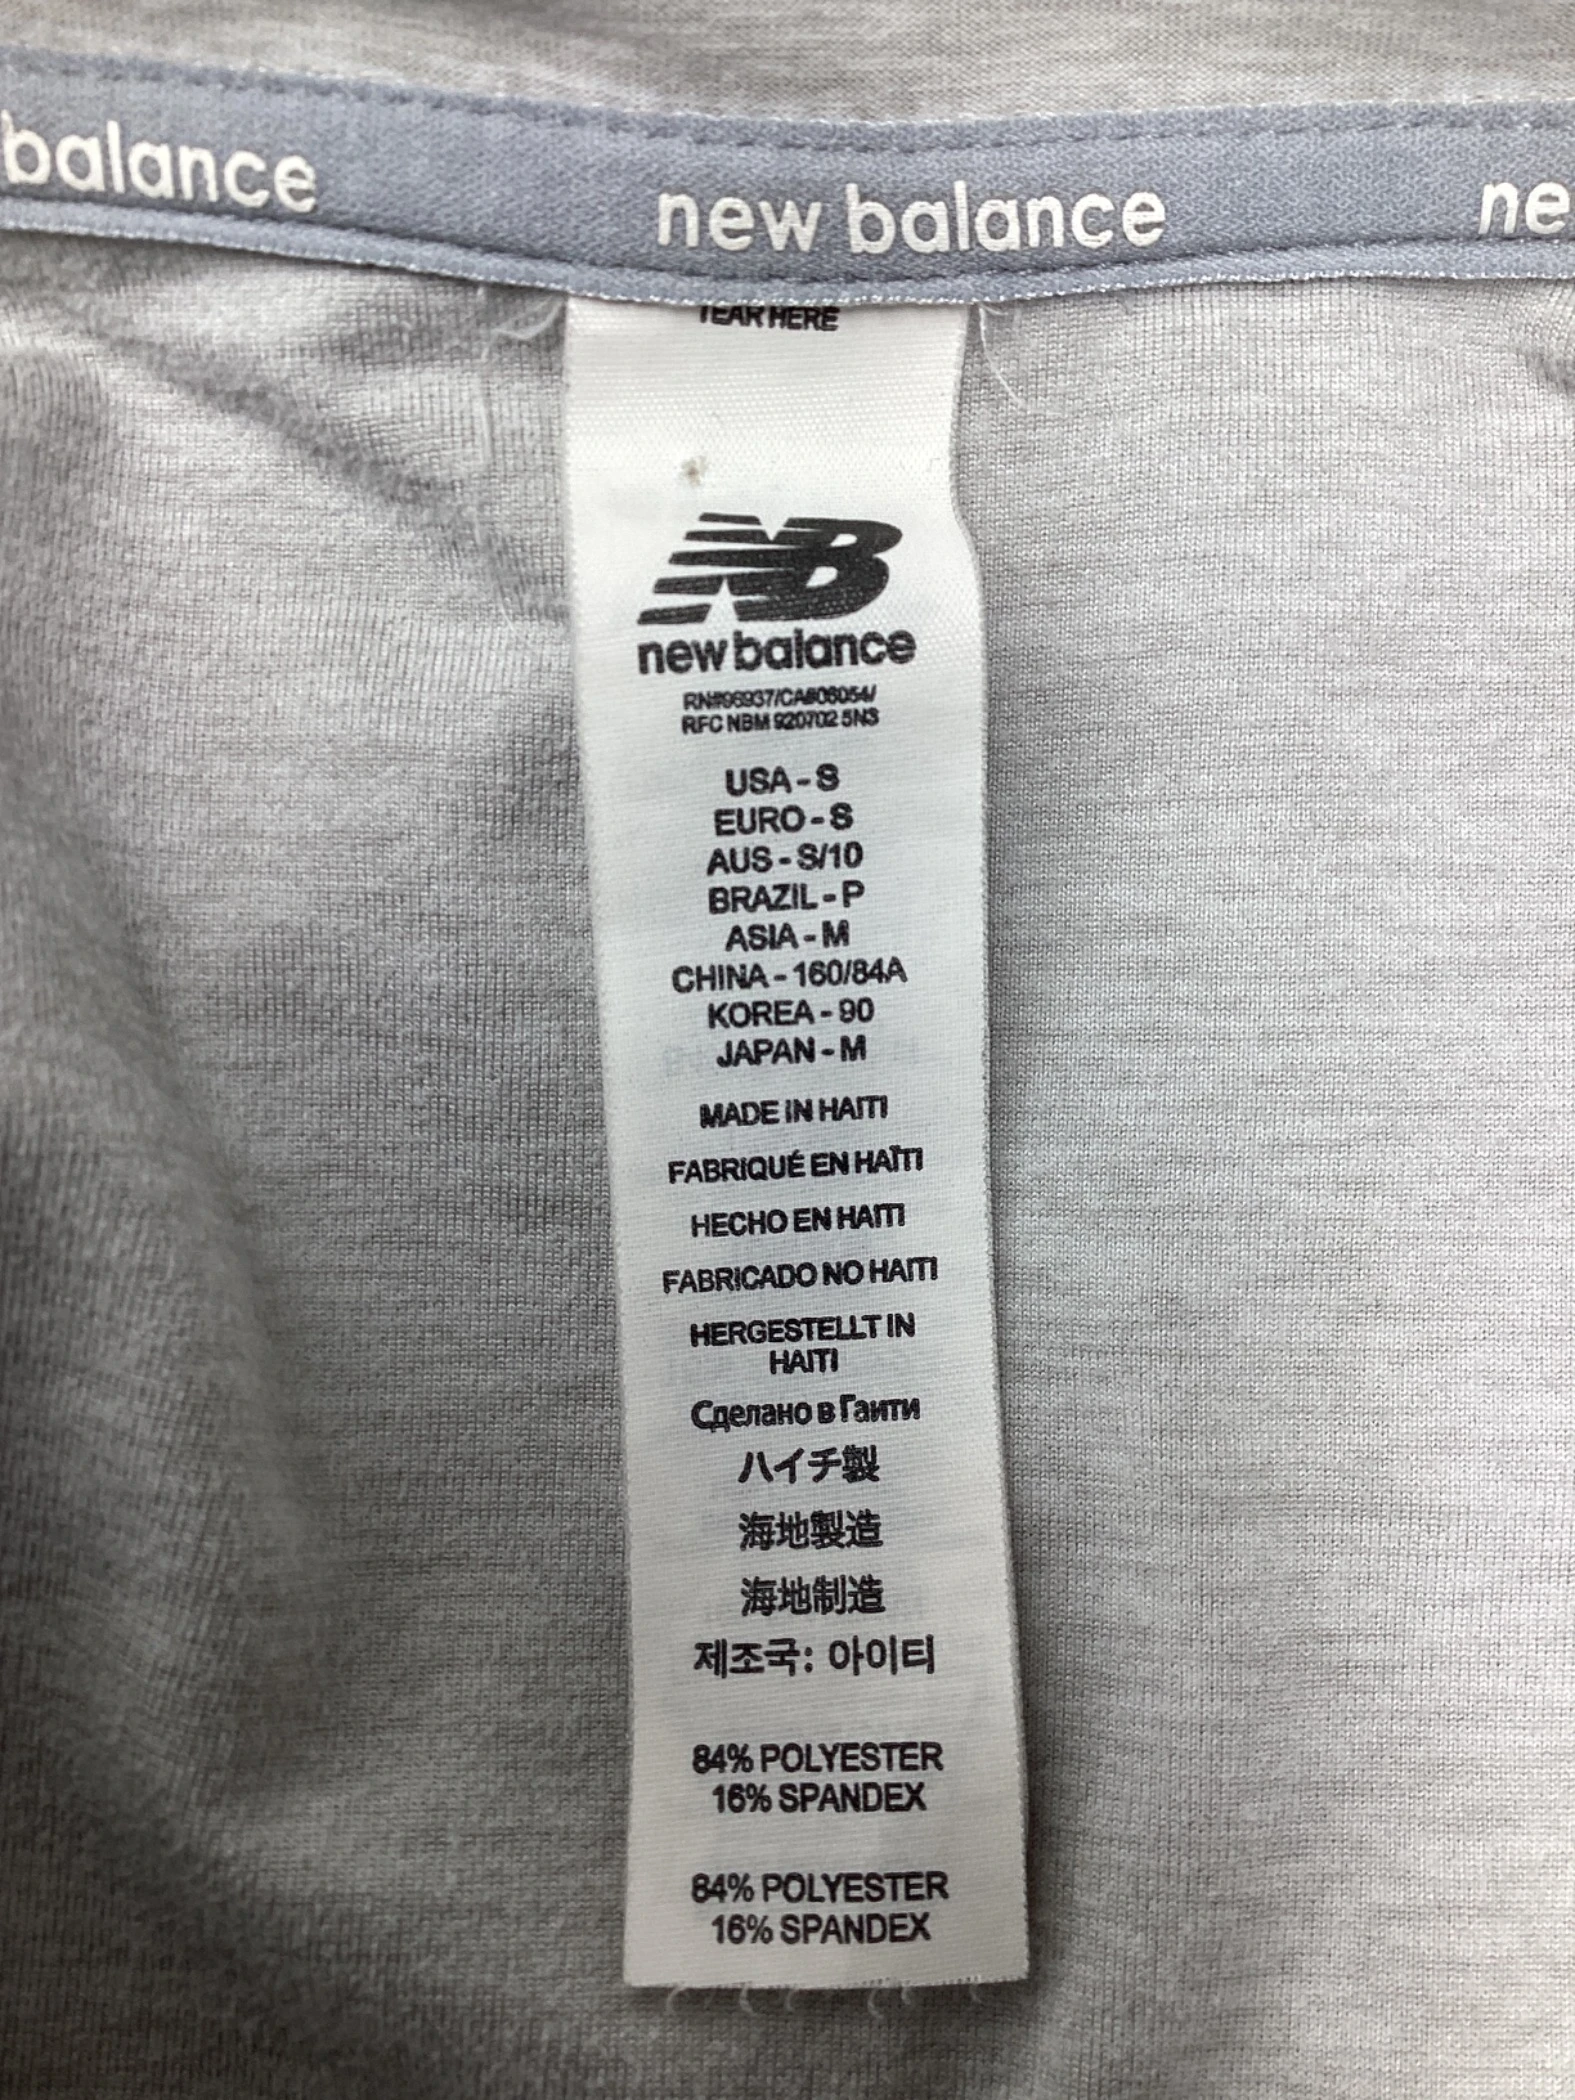 balance new balance ne
TEAR HERE
NB
new balance
RN#96937/CA#06054/
RFC NBM 920702 5N3
USA - S
EURO - S
AUS - S/10
BRAZIL - P
ASIA - M
CHINA - 160/84A
KOREA - 90
JAPAN - M
MADE IN HAITI
FABRIQUÉ EN HAÏTI
HECHO EN HAITI
FABRICADO NO HAITI
HERGESTELLT IN
HAITI
Сделано в Гаити
ハイチ製
海地製造
海地制造
제조국: 아이티
84% POLYESTER
16% SPANDEX
84% POLYESTER
16% SPANDEX